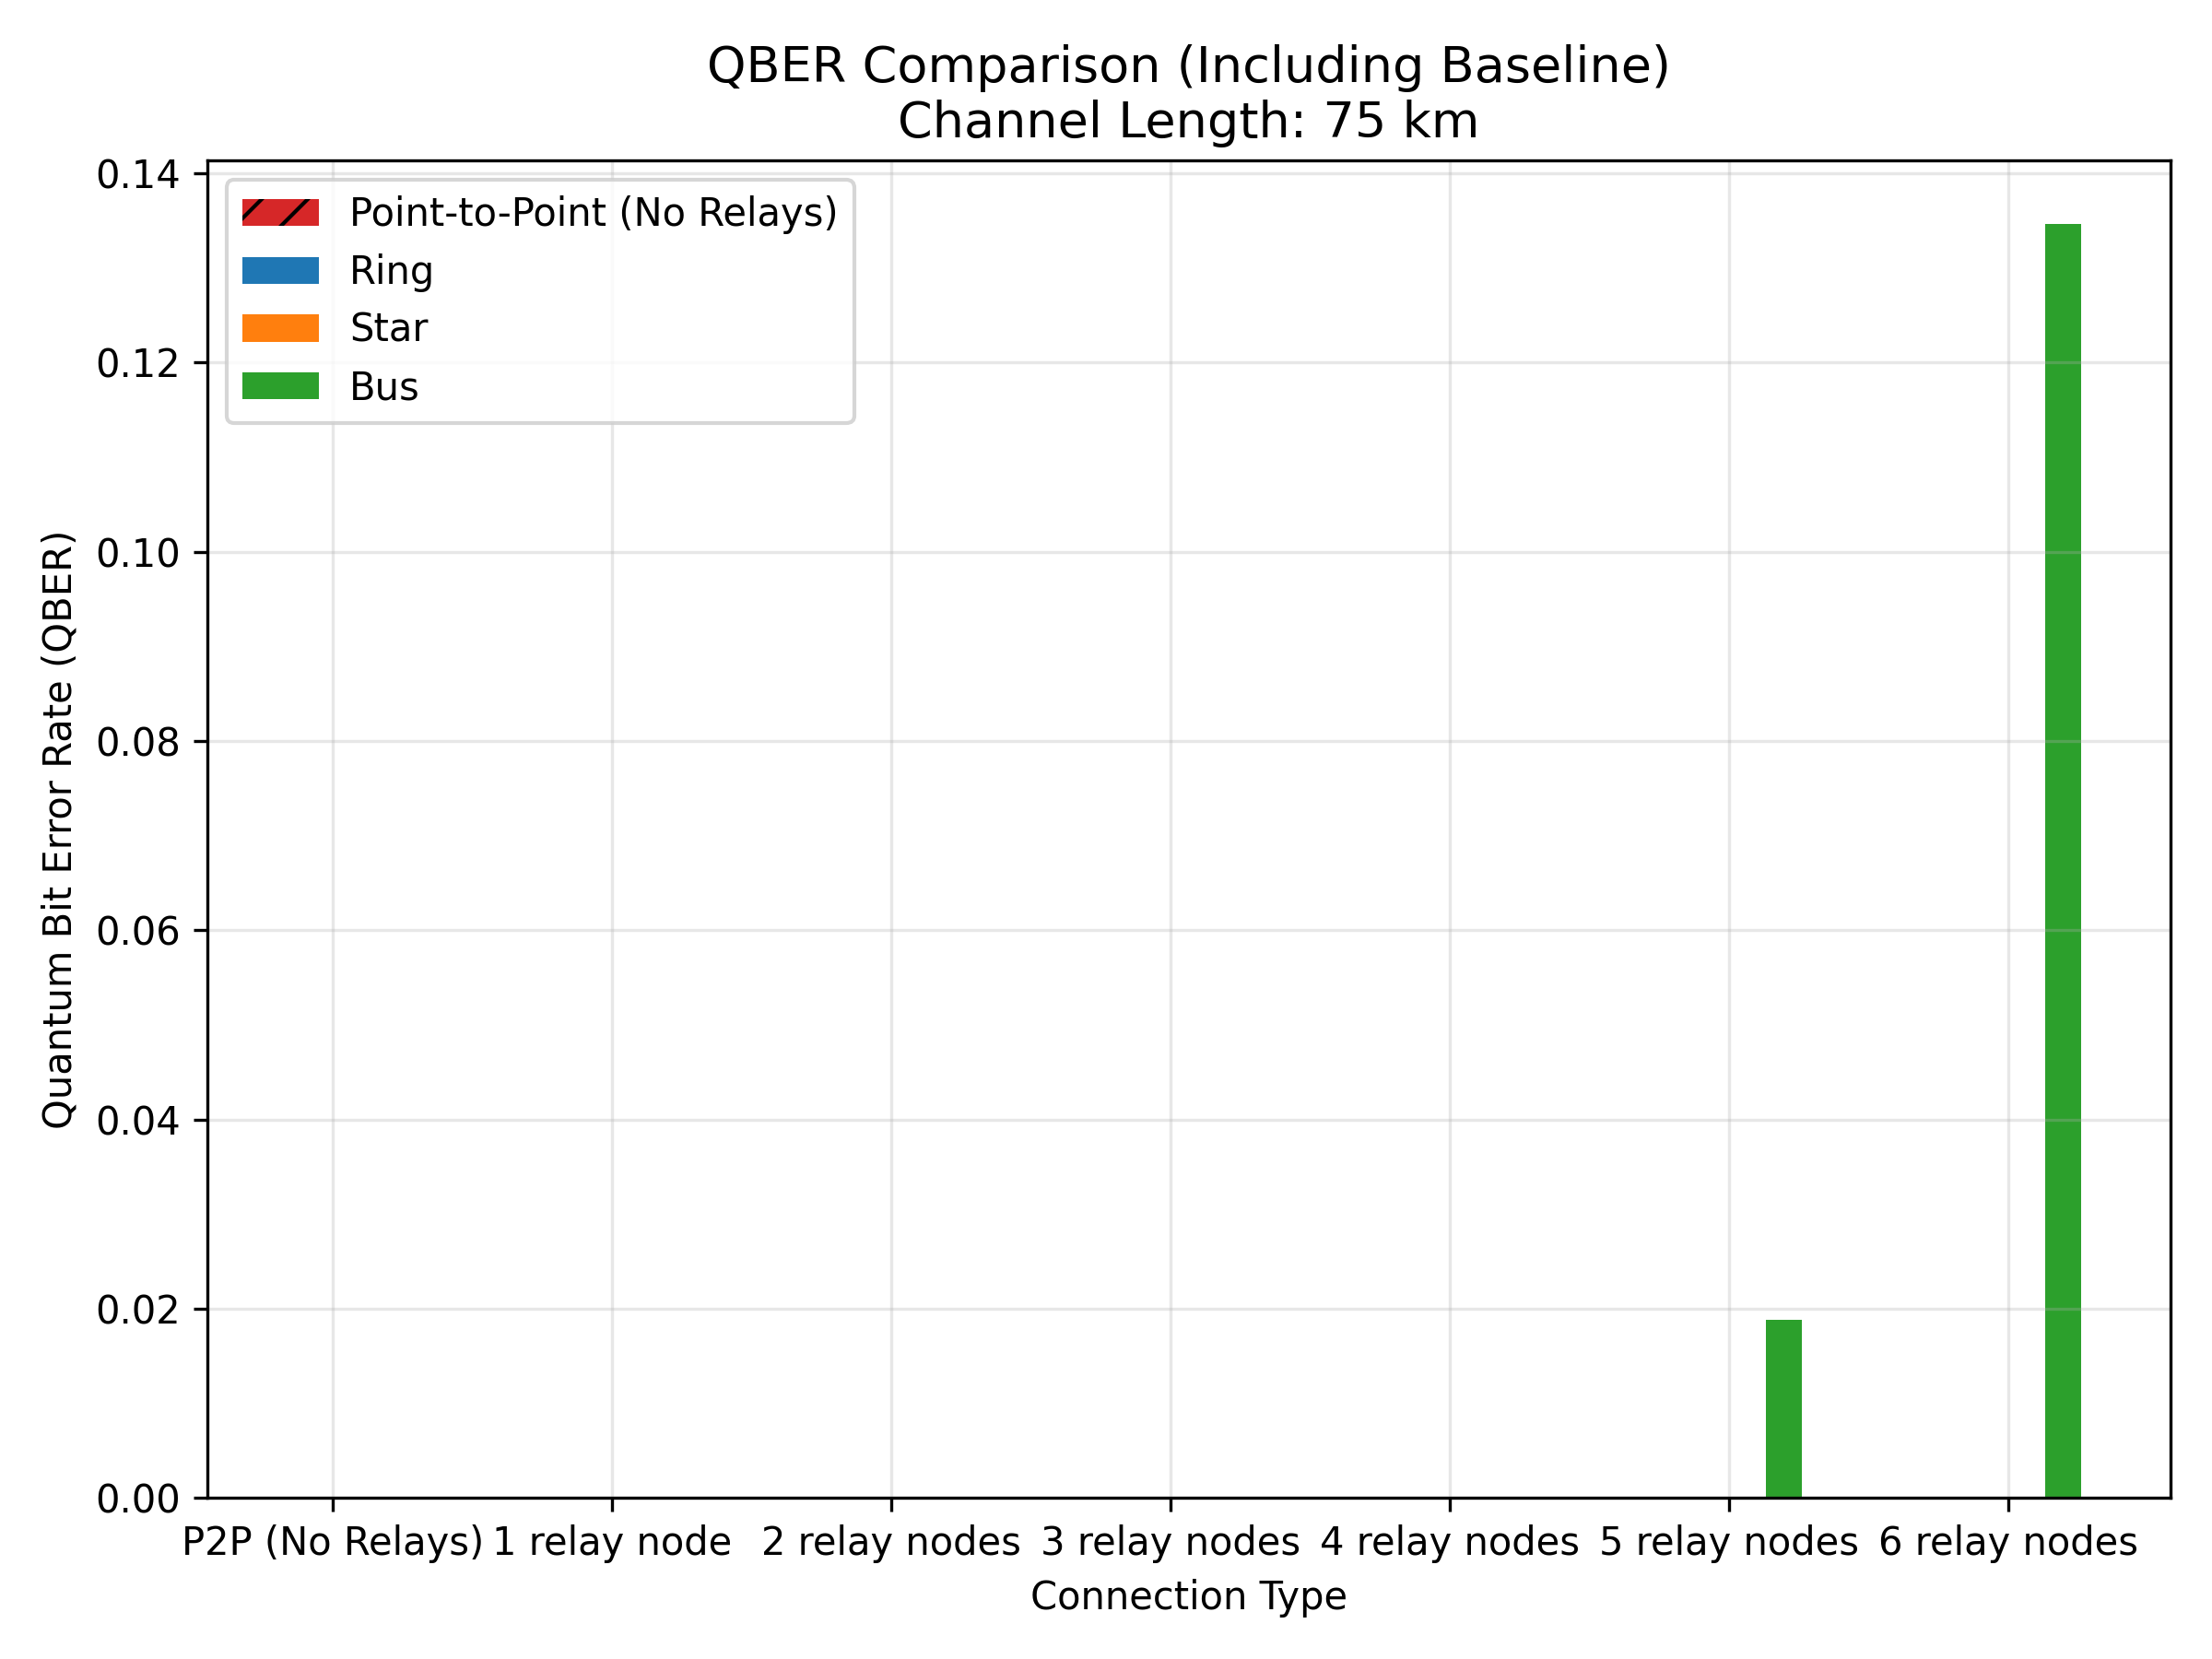 QBER Comparison (Including Baseline)
Channel Length: 75 km
Point-to-Point (No Relays)
Ring
Star
Bus
Quantum Bit Error Rate (QBER)
0.14
0.12
0.10
0.08
0.06
0.04
0.02
0.00
P2P (No Relays) 1 relay node 2 relay nodes 3 relay nodes 4 relay nodes 5 relay nodes 6 relay nodes
Connection Type